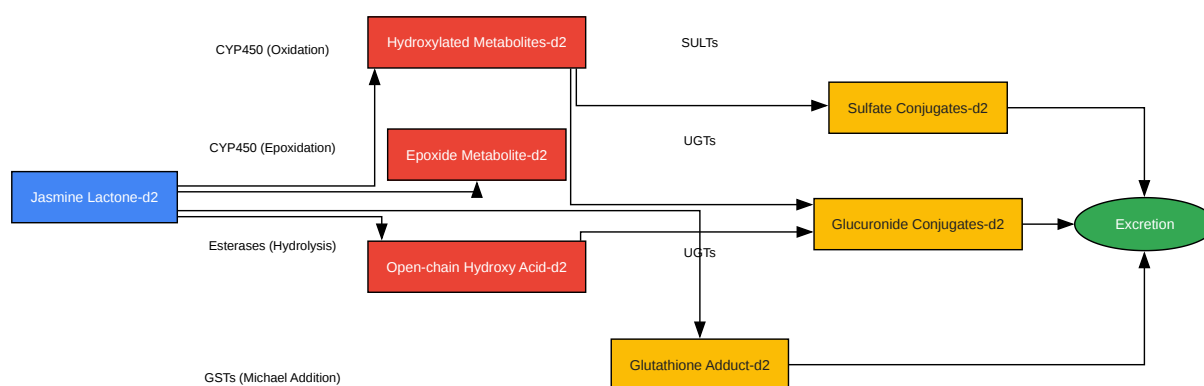 CYP450 (Oxidation)
Hydroxylated Metabolites-d2
SULTs
Sulfate Conjugates-d2
CYP450 (Epoxidation)
Epoxide Metabolite-d2
UGTs
Jasmine Lactone-d2
Glucuronide Conjugates-d2
Excretion
Esterases (Hydrolysis)
Open-chain Hydroxy Acid-d2
UGTs
Glutathione Adduct-d2
GSTs (Michael Addition)